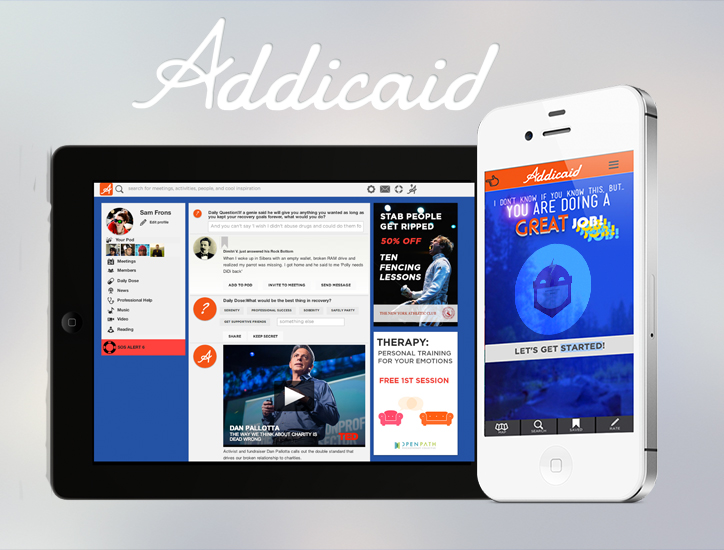 Addicaid
search for meetings, activities, people, and cool inspiration
Sam Frons
Edit profile
Your Pod
Meetings
Members
Daily Dose
News
Professional Help
Music
Video
Reading
SOS ALERT !!
Daily Question!If a genie said he will give you anything you wanted as long as
you kept your recovery goals forever, what would you do?
And you can't say 'I wish I didn't abuse drugs and could do them fo
Dimitri V. just answered his Rock Bottom
When I woke up in Siberia with an empty wallet, broken RAM drive and
realized my parrot was missing. I got home and he said to me 'Polly needs
DiDi back'
ADD TO POD
INVITE TO MEETING
SEND MESSAGE
?
Daily Dose:What would be the best thing in recovery?
SERENITY
PROFESSIONAL SUCCESS
SOBRIETY
FAMILY PARTY
GET SUPPORTIVE FRIENDS
something else
SHARE
KEEP SECRET
DAN PALLOTTA
THE WAY WE THINK ABOUT CHARITY IS
DEAD WRONG
TED
Activist and fundraiser Dan Pallotta calls out the double standard that
drives our broken relationship to charities.
STAB PEOPLE
GET RIPPED
50% OFF
TEN
FENCING
LESSONS
THE NEW YORK ATHLETIC CLUB
THERAPY:
PERSONAL TRAINING
FOR YOUR EMOTIONS
FREE 1ST SESSION
OPENPATH
Addicaid
I DON'T KNOW IF YOU KNOW THIS, BUT...
YOU ARE DOING A
GREAT JOB!
LET'S GET STARTED!
MAP
SEARCH
SAVED
RATE